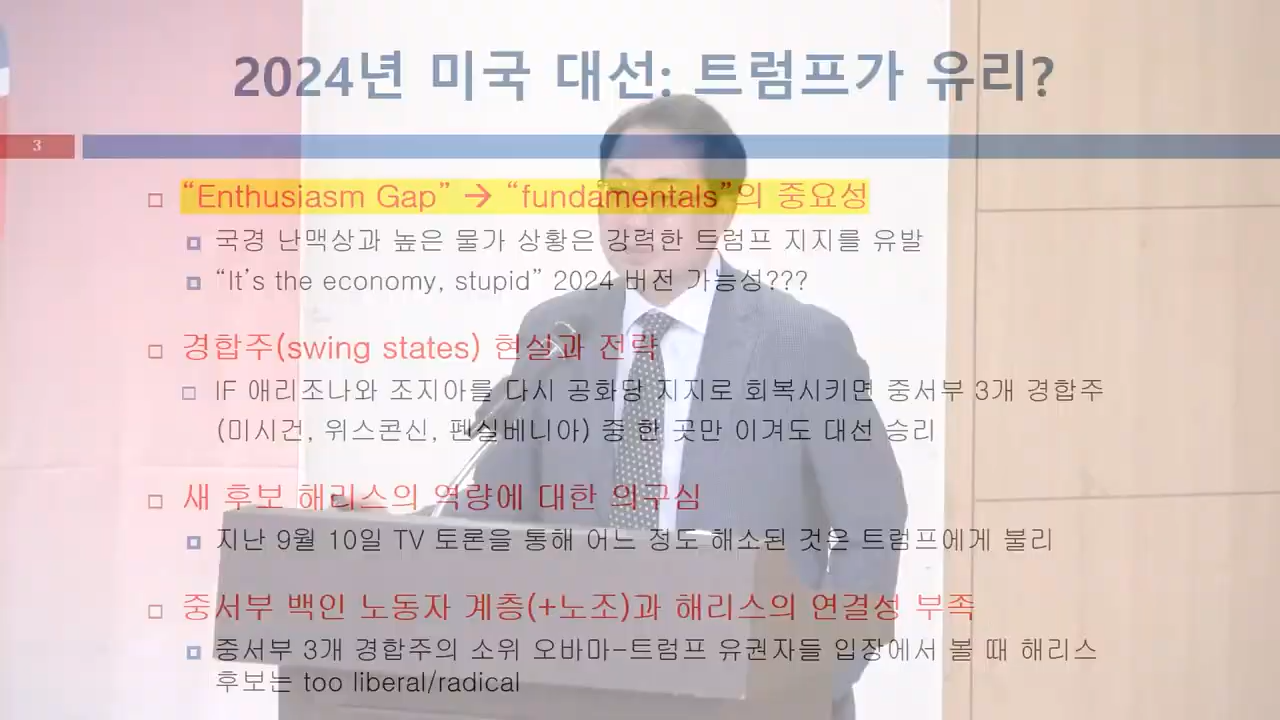 2024년 미국 대선: 트럼프가 유리?
3
“Enthusiasm Gap” → “fundamentals”의 중요성
국경 난맥상과 높은 물가 상황은 강력한 트럼프 지지를 유발
“It’s the economy, stupid” 2024 버전 가능성???
경합주(swing states) 현실과 전략
IF 애리조나와 조지아를 다시 공화당 지지로 회복시키면 중서부 3개 경합주
(미시건, 위스콘신, 펜실베니아) 중 한 곳만 이겨도 대선 승리
새 후보 해리스의 역량에 대한 의구심
지난 9월 10일 TV 토론을 통해 어느 정도 해소된 것은 트럼프에게 불리
중서부 백인 노동자 계층(+노조)과 해리스의 연결성 부족
중서부 3개 경합주의 소위 오바마-트럼프 유권자들 입장에서 볼 때 해리스
후보는 too liberal/radical